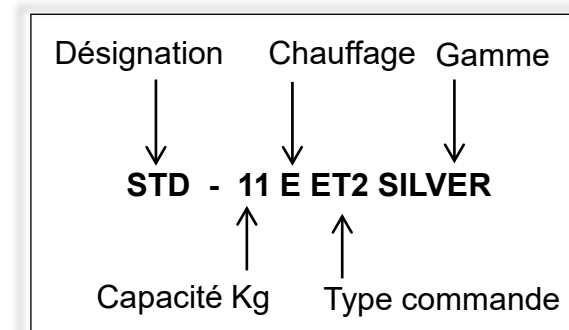 Désignation Chauffage Gamme
STD - 11 E ET2 SILVER
Capacité Kg Type commande